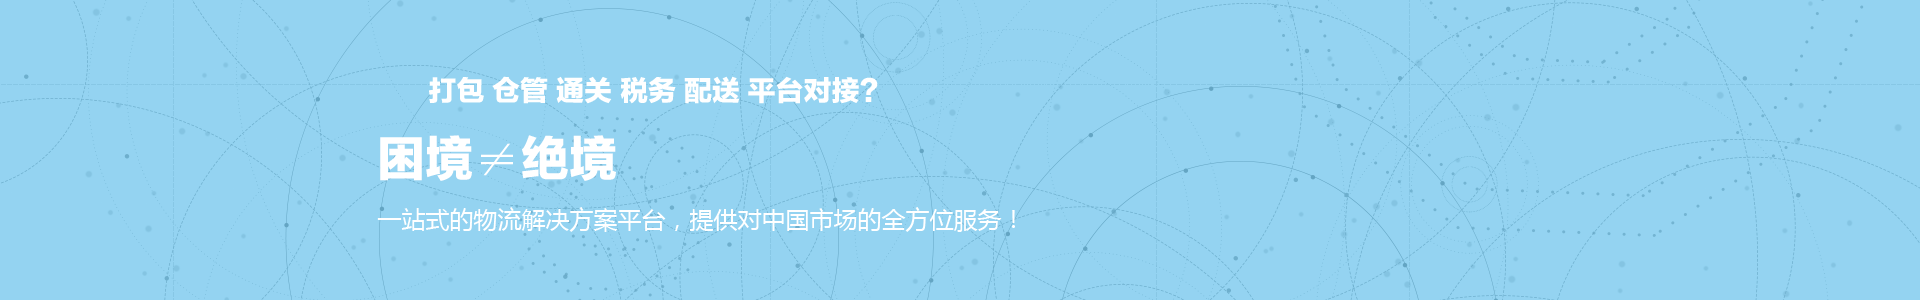 打包 仓管 通关 税务 配送 平台对接?
困境≠绝境
一站式的物流解决方案平台，提供对中国市场的全方位服务！